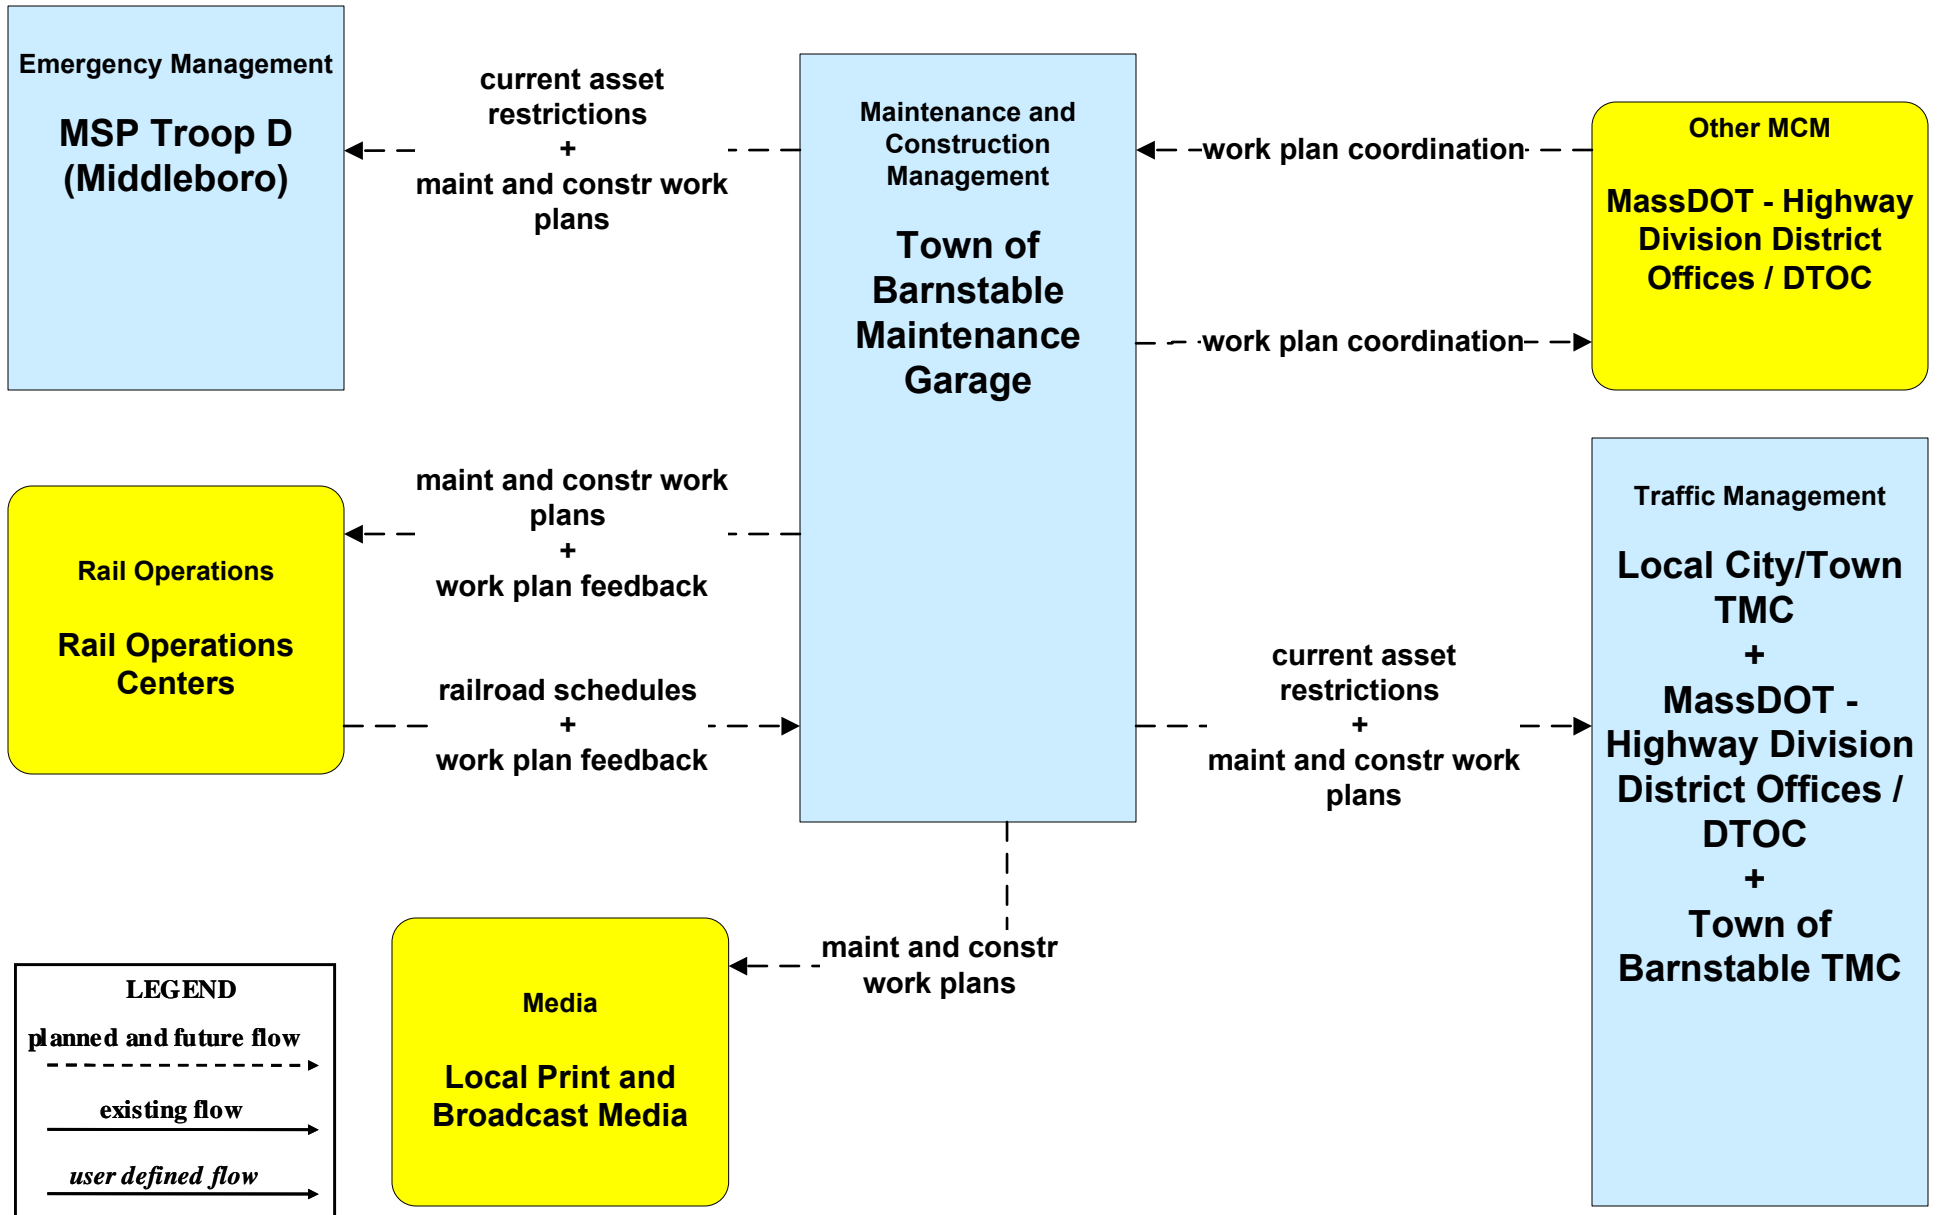 Emergency Management
MSP Troop D
(Middleboro)
current asset
restrictions
+
maint and constr work
plans
Maintenance and
Construction
Management
Town of
Barnstable
Maintenance
Garage
work plan coordination
work plan coordination
Other MCM
MassDOT - Highway
Division District
Offices / DTOC
Rail Operations
Rail Operations
Centers
maint and constr work
plans
+
work plan feedback
railroad schedules
+
work plan feedback
current asset
restrictions
+
maint and constr work
plans
Traffic Management
Local City/Town
TMC
+
MassDOT -
Highway Division
District Offices /
DTOC
+
Town of
Barnstable TMC
maint and constr
work plans
Media
Local Print and
Broadcast Media
LEGEND
planned and future flow
existing flow
user defined flow